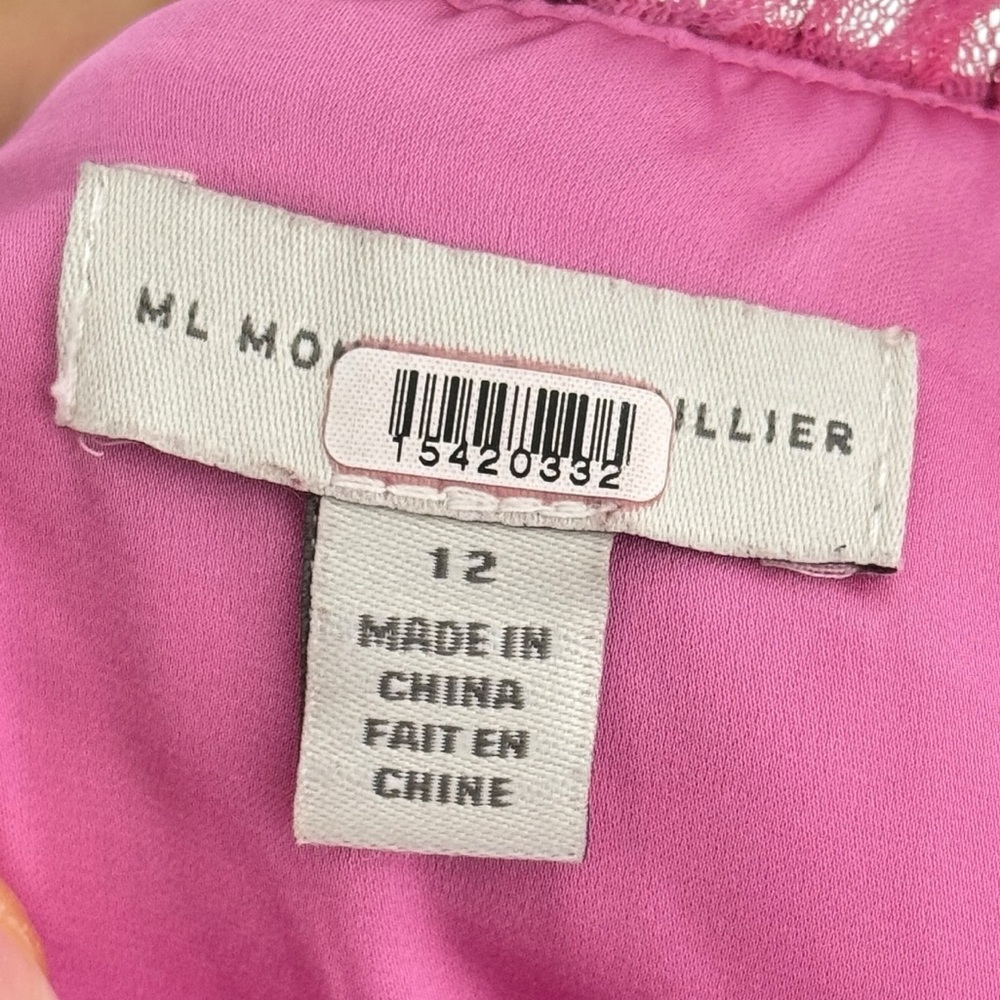 ML MO ILLIER
15420332
12
MADE IN
CHINA
FAIT EN
CHINE